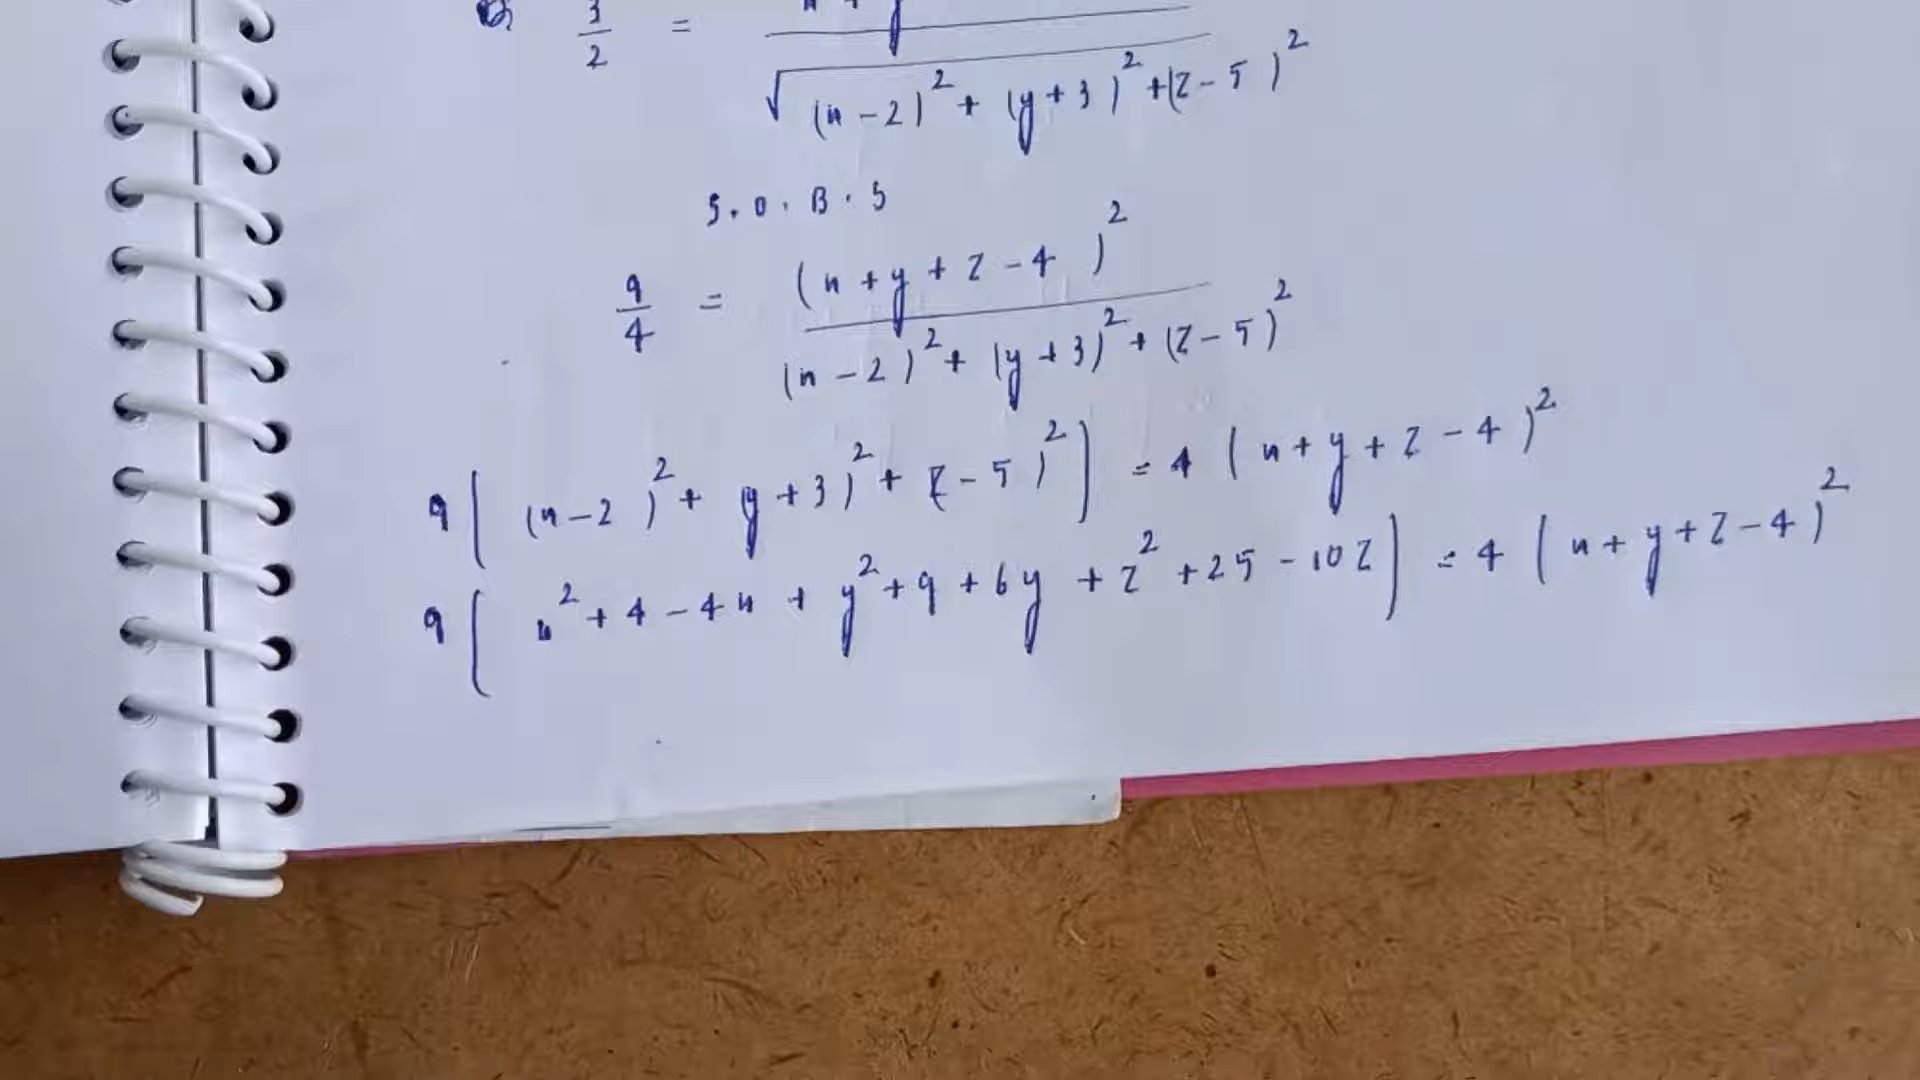 3/2 =
√(x-2)² + (y+3)² + (z-5)²
S.O.B.S
9/4 = (x+y+z-4)² / (x-2)² + (y+3)² + (z-5)²
9[(x-2)² + (y+3)² + (z-5)²] = 4(x+y+z-4)²
9[x²+4-4x+y²+9+6y+z²+25-10z] = 4(x+y+z-4)²